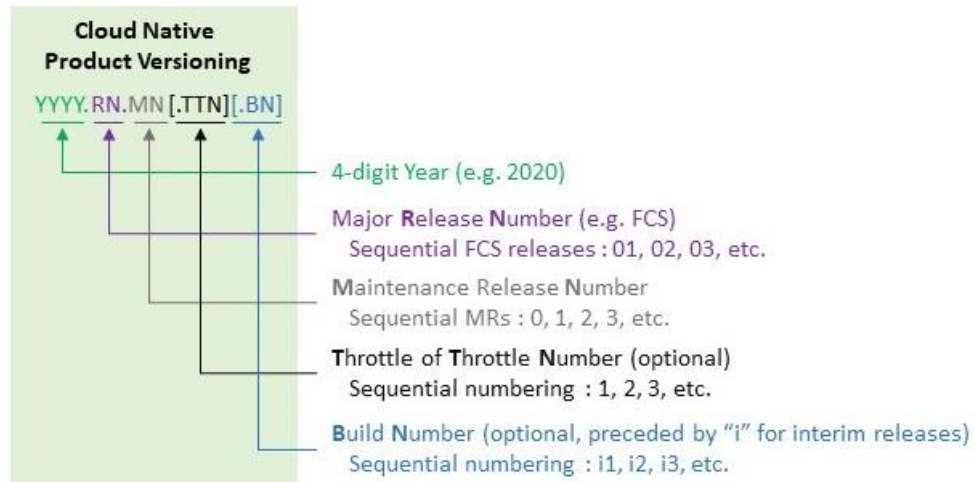 Cloud Native
Product Versioning
YYYY.RN.MN[.TTN][.BN]
4-digit Year (e.g. 2020)
Major Release Number (e.g. FCS)
Sequential FCS releases : 01, 02, 03, etc.
Maintenance Release Number
Sequential MRs : 0, 1, 2, 3, etc.
Throttle of Throttle Number (optional)
Sequential numbering : 1, 2, 3, etc.
Build Number (optional, preceded by “i” for interim releases)
Sequential numbering : i1, i2, i3, etc.